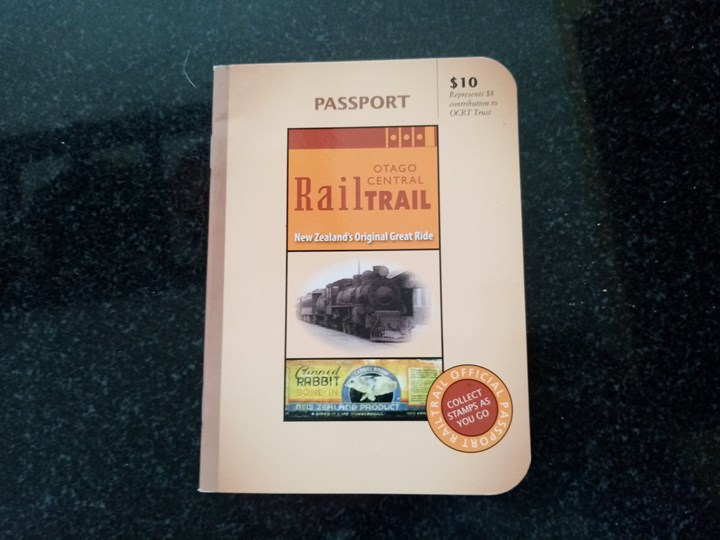 PASSPORT
$10
Represents $8
contribution to
OCRT Trust
OTAGO
CENTRAL
RailTRAIL
New Zealand's Original Great Ride
Canned
RABBIT
BONE-IN
NEW ZEALAND PRODUCT
RAILTRAIL OFFICIAL PASSPORT
COLLECT
STAMPS AS
YOU GO